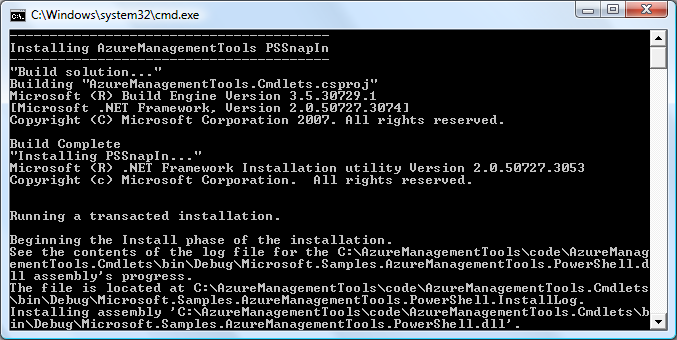 C:\Windows\system32\cmd.exe
----------------------------------------
Installing AzureManagementTools PSSnapIn
----------------------------------------
"Build solution..."
Building "AzureManagementTools.Cmdlets.csproj"
Microsoft (R) Build Engine Version 3.5.30729.1
[Microsoft .NET Framework, Version 2.0.50727.3074]
Copyright (C) Microsoft Corporation 2007. All rights reserved.
Build Complete
"Installing PSSnapIn..."
Microsoft (R) .NET Framework Installation utility Version 2.0.50727.3053
Copyright (c) Microsoft Corporation.  All rights reserved.
Running a transacted installation.
Beginning the Install phase of the installation.
See the contents of the log file for the C:\AzureManagementTools\code\AzureManag
ementTools.Cmdlets\bin\Debug\Microsoft.Samples.AzureManagementTools.PowerShell.d
ll assembly's progress.
The file is located at C:\AzureManagementTools\code\AzureManagementTools.Cmdlets
\bin\Debug\Microsoft.Samples.AzureManagementTools.PowerShell.InstallLog.
Installing assembly 'C:\AzureManagementTools\code\AzureManagementTools.Cmdlets\b
in\Debug\Microsoft.Samples.AzureManagementTools.PowerShell.dll'.